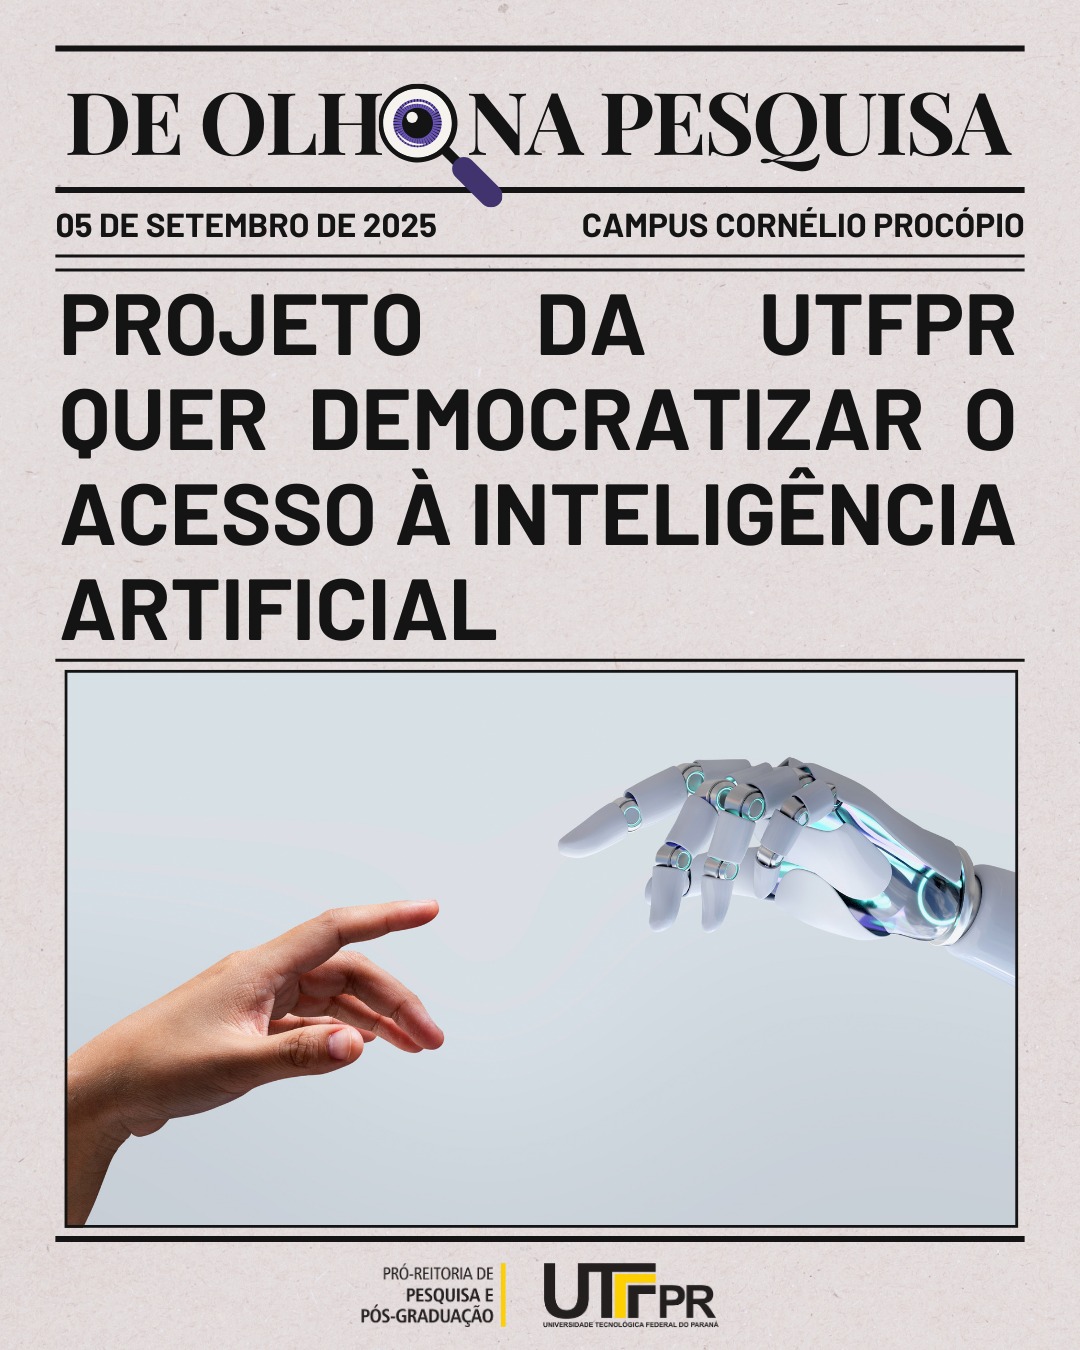 DE OLHO NA PESQUISA
05 DE SETEMBRO DE 2025
CAMPUS CORNÉLIO PROCÓPIO
PROJETO DA UTFPR
QUER DEMOCRATIZAR O
ACESSO À INTELIGÊNCIA
ARTIFICIAL
PRÓ-REITORIA DE
PESQUISA E
PÓS-GRADUAÇÃO
UTFPR
UNIVERSIDADE TECNOLÓGICA FEDERAL DO PARANÁ